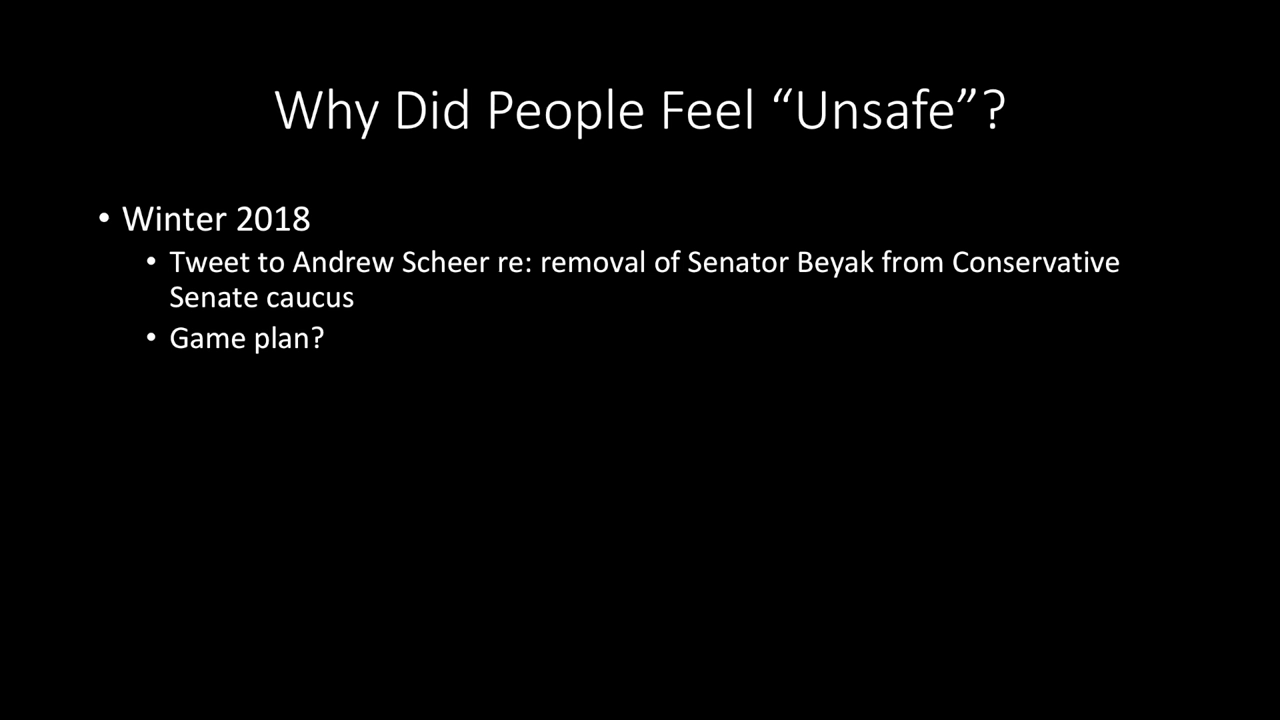 Why Did People Feel “Unsafe”?
• Winter 2018
• Tweet to Andrew Scheer re: removal of Senator Beyak from Conservative
Senate caucus
• Game plan?